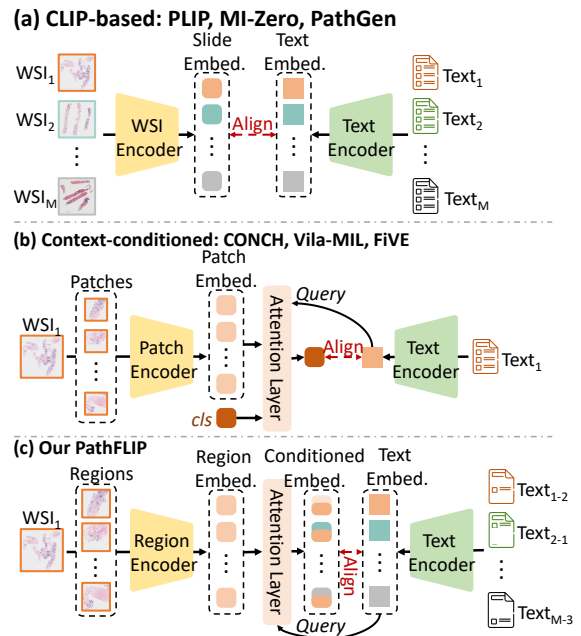 (a) CLIP-based: PLIP, MI-Zero, PathGen
Slide Embed.
Text Embed.
WSI1
WSI2
WSIM
WSI Encoder
Align
Text Encoder
Text1
Text2
TextM
(b) Context-conditioned: CONCH, Vila-MIL, FiVE
Patches
Patch Embed.
WSI1
Patch Encoder
cls
Attention Layer
Query
Align
Text Encoder
Text1
(c) Our PathFLIP
Regions
Region Embed.
Conditioned Embed.
Text Embed.
WSI1
Region Encoder
Attention Layer
Align
Query
Text Encoder
Text1-2
Text2-1
TextM-3